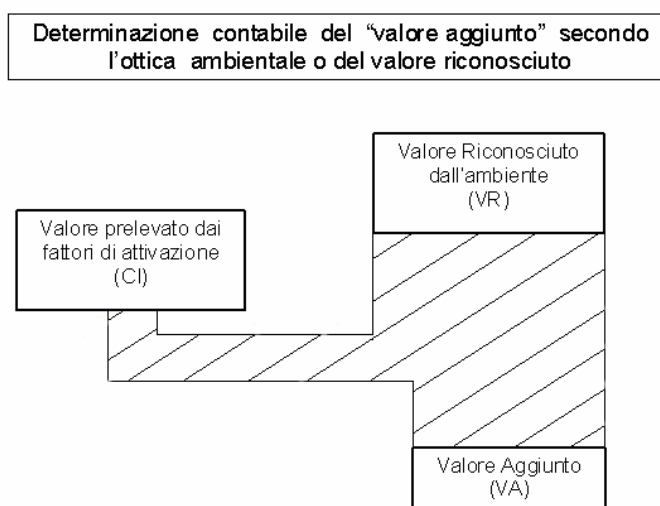 Determinazione contabile del “valore aggiunto” secondo
l'ottica ambientale o del valore riconosciuto
Valore Riconosciuto
dall'ambiente
(VR)
Valore prelevato dai
fattori di attivazione
(CI)
Valore Aggiunto
(VA)